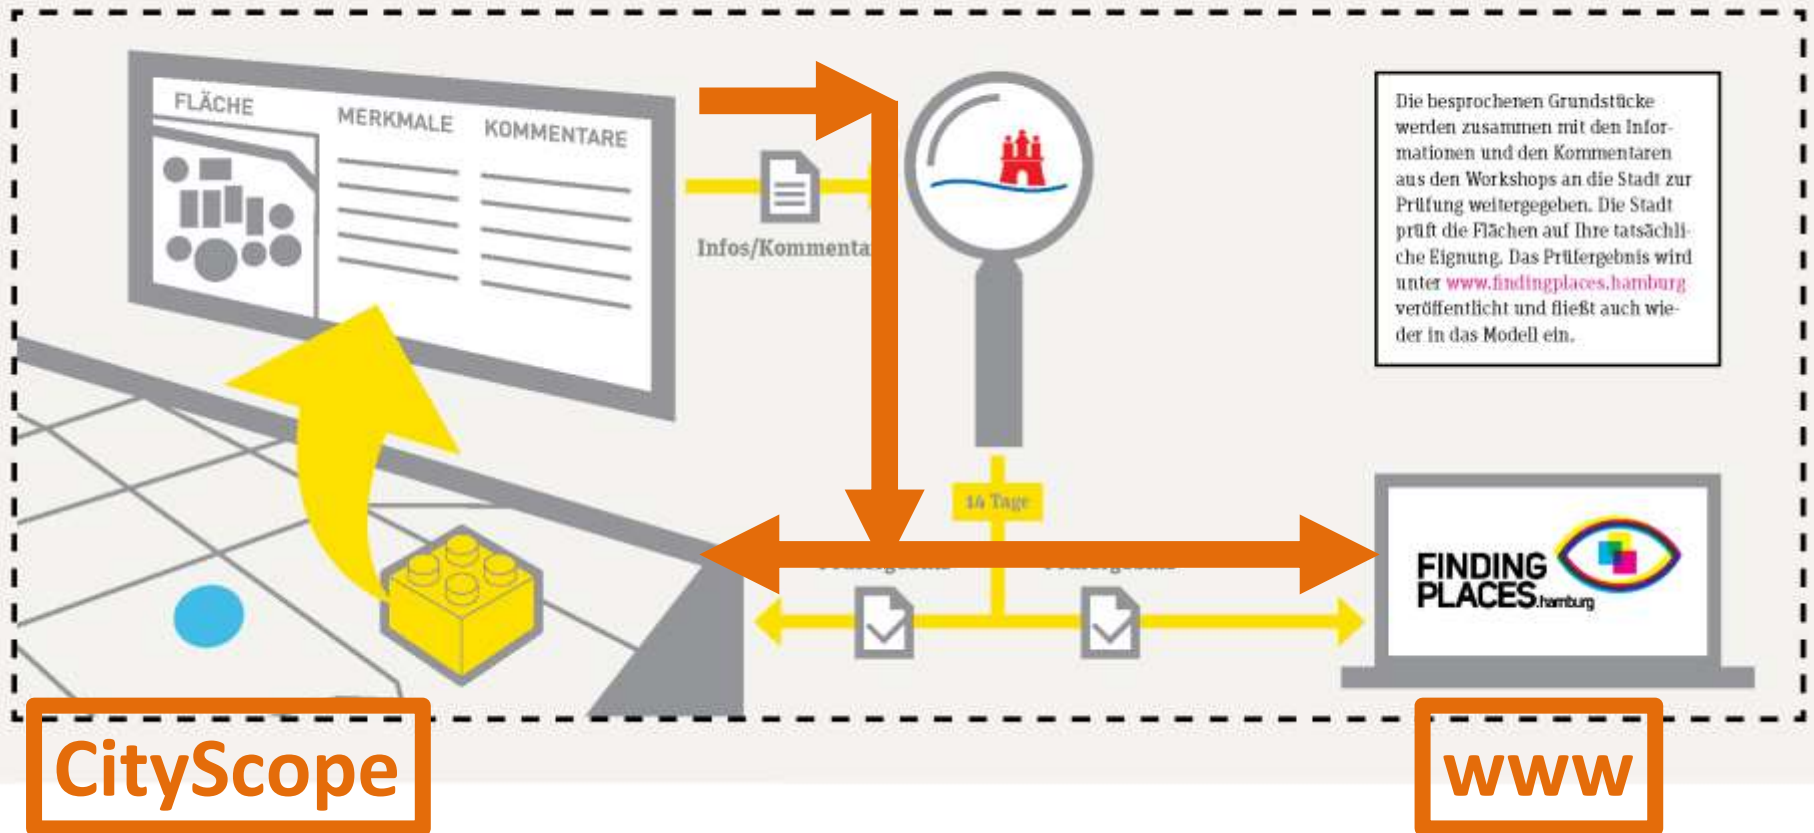 FLÄCHE
MERKMALE
KOMMENTARE
Infos/Kommenta
Die besprochenen Grundstücke
werden zusammen mit den Infor-
mationen und den Kommentaren
aus den Workshops an die Stadt zur
Prüfung weitergegeben. Die Stadt
prüft die Flächen auf Ihre tatsächli-
che Eignung. Das Prüfergebnis wird
unter www.findingplaces.hamburg
veröffentlicht und fließt auch wie-
der in das Modell ein.
14 Tage
FINDING
PLACES.hamburg
CityScope
www